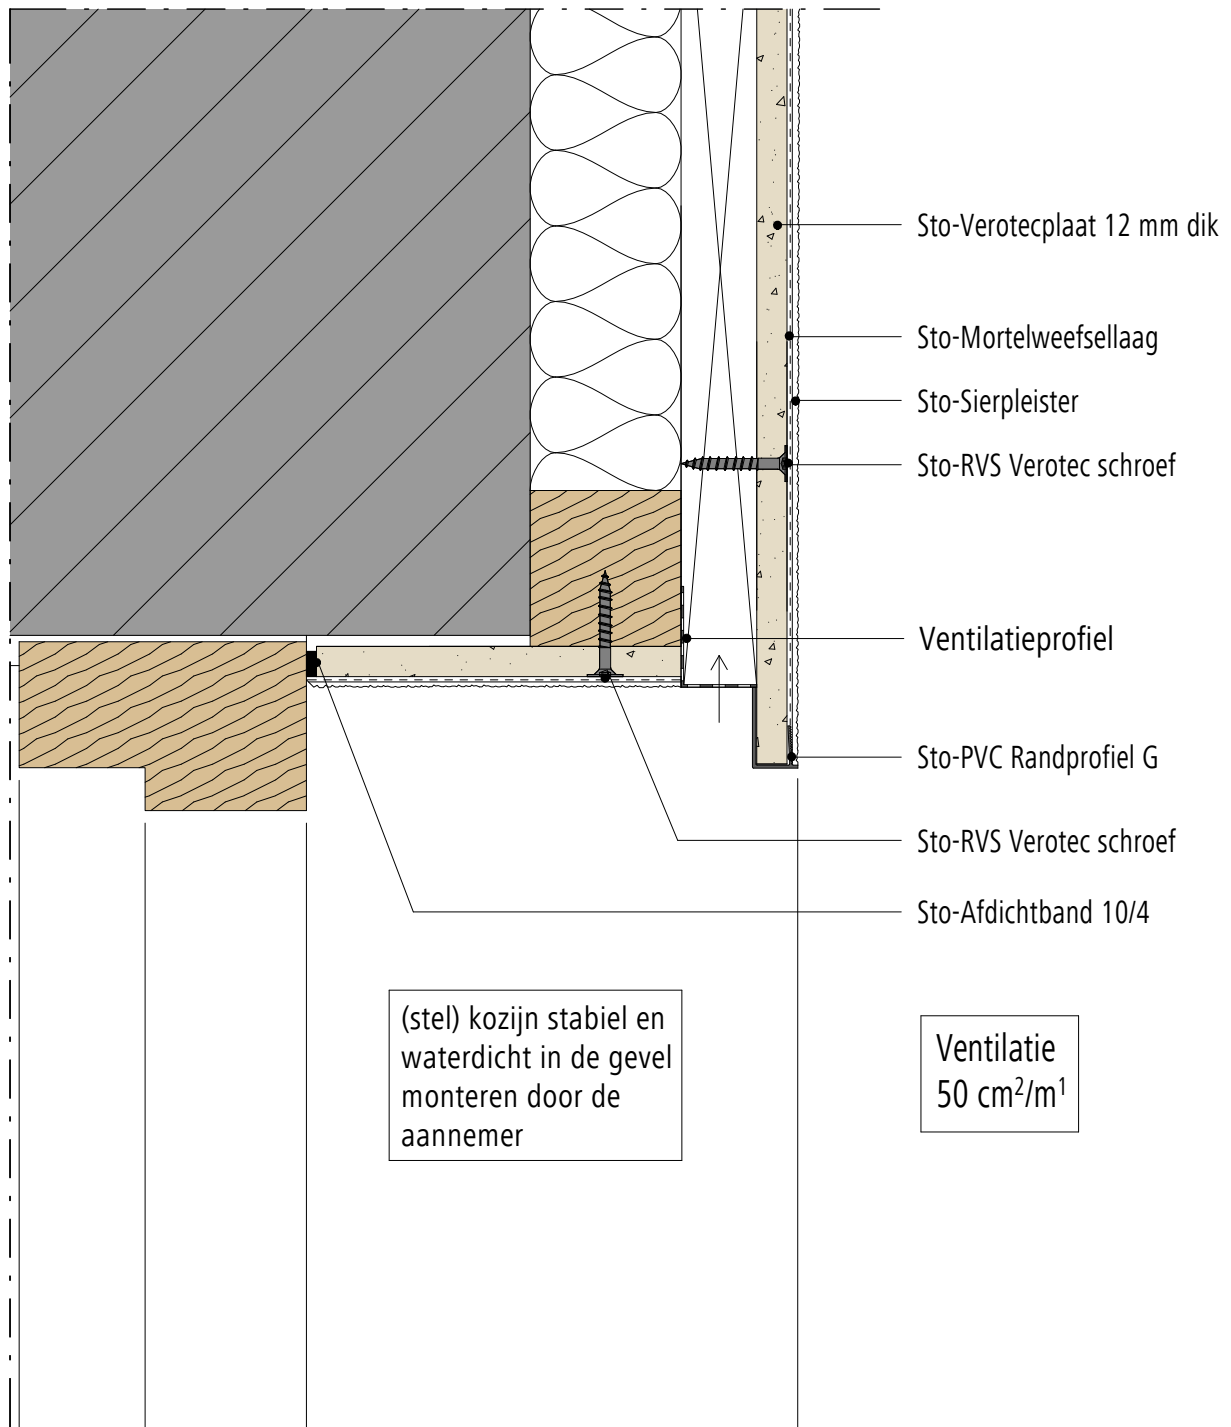 Sto-Verotecplaat 12 mm dik
Sto-Mortelweefsellaag
Sto-Sierpleister
Sto-RVS Verotec schroef
Ventilatieprofiel
Sto-PVC Randprofiel G
Sto-RVS Verotec schroef
Sto-Afdichtband 10/4
(stel) kozijn stabiel en
waterdicht in de gevel
monteren door de
aannemer
Ventilatie
50 cm²/m¹